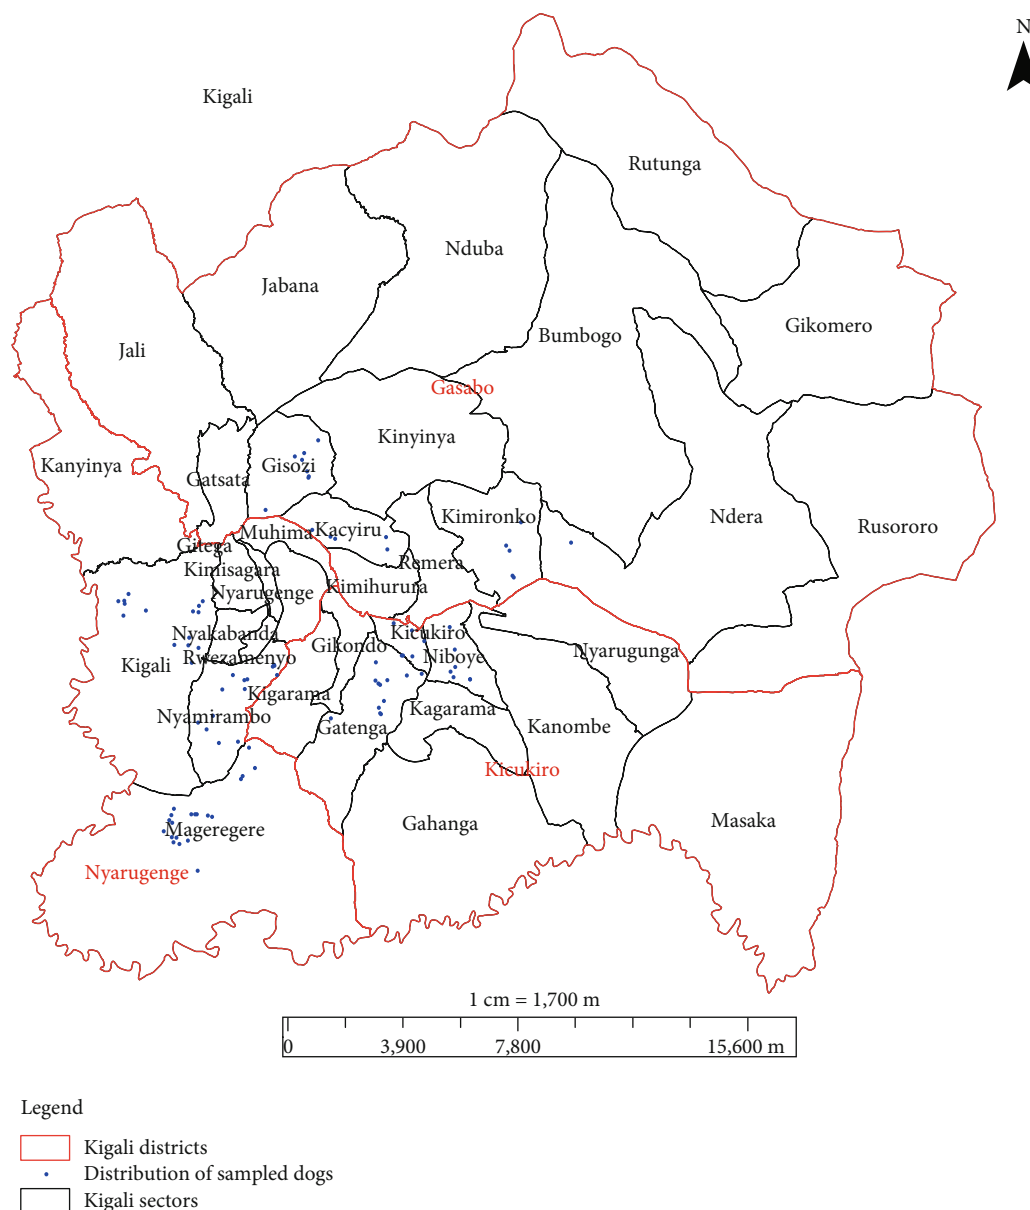 N
Kigali
Rutunga
Nduba
Jabana
Gikomero
Bumbogo
Jali
Gasabo
Kinyinya
Kanyinya
Gisozi
Gatsata
Kimironko
Ndera
Rusororo
Muhima
Kacyiru
Gitega
Remera
Kimisagara
Kimihurura
Nyarugenge
Nyakabanda
Kicukiro
Gikondo
Nyarugunga
Rwezamenyo
Niboye
Kigali
Kigarama
Kagarama
Nyamirambo
Gatenga
Kanombe
Kicukiro
Mageregere
Gahanga
Masaka
Nyarugenge
1 cm = 1,700 m
0 3,900 7,800 15,600 m
Legend
Kigali districts
Distribution of sampled dogs
Kigali sectors